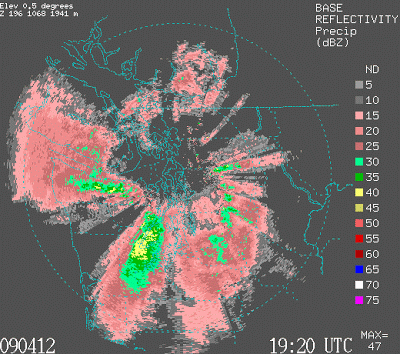 Elev 0.5 degrees
Z 196 1068 1941 m
BASE
REFLECTIVITY
Precip
(dBZ)
ND
5
10
15
20
25
30
35
40
45
50
55
60
65
70
75
MAX=
47
090412
19:20 UTC